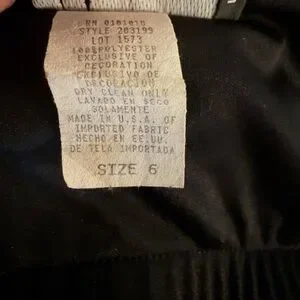 RN 0101010
STYLE 203199
LOT 1573
100%POLYESTER
EXCLUSIVE OF
DECORATION
EXCLUSIVO DE
DECORACION
DRY CLEAN ONLY
LAVADO EN SECO
SOLAMENTE
MADE IN U.S.A. OF
IMPORTED FABRIC
HECHO EN EE.UU.
DE TELA IMPORTADA
SIZE 6